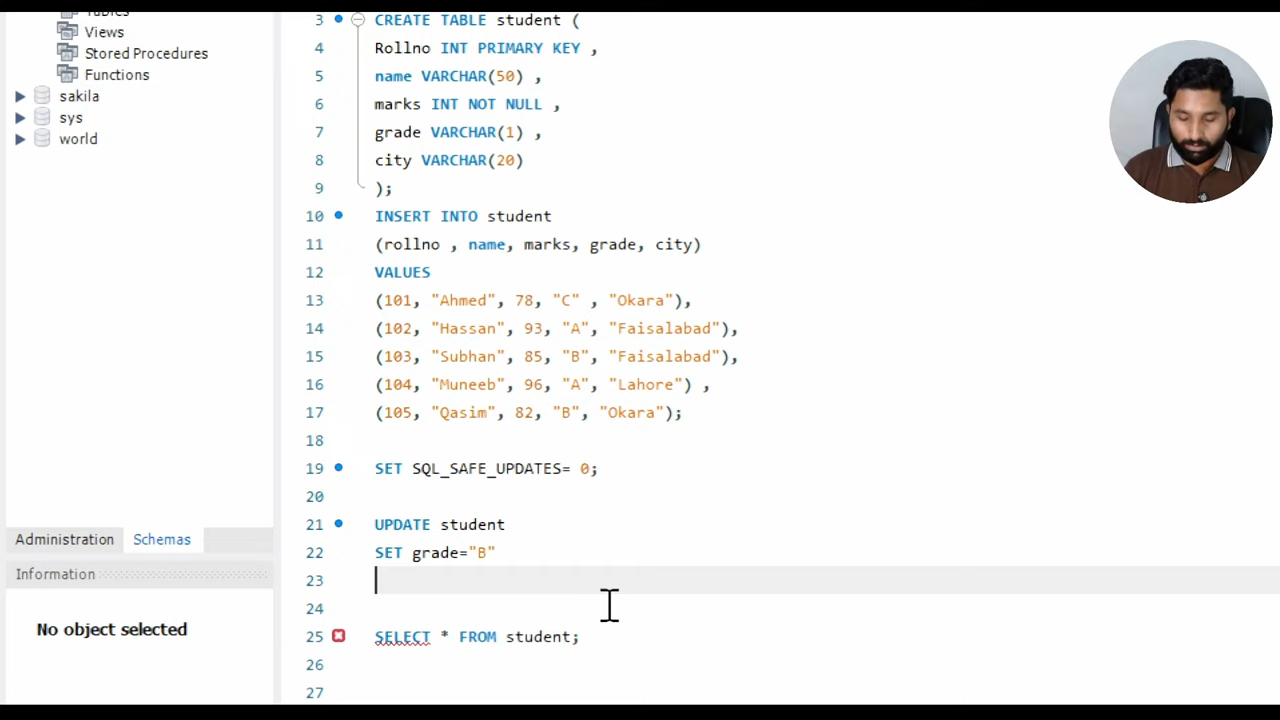 Tables
Views
Stored Procedures
Functions
sakila
sys
world
Administration Schemas
Information
No object selected
3 CREATE TABLE student (
4 Rollno INT PRIMARY KEY ,
5 name VARCHAR(50) ,
6 marks INT NOT NULL ,
7 grade VARCHAR(1) ,
8 city VARCHAR(20)
9 );
10 INSERT INTO student
11 (rollno , name, marks, grade, city)
12 VALUES
13 (101, "Ahmed", 78, "C" , "Okara"),
14 (102, "Hassan", 93, "A", "Faisalabad"),
15 (103, "Subhan", 85, "B", "Faisalabad"),
16 (104, "Muneeb", 96, "A", "Lahore") ,
17 (105, "Qasim", 82, "B", "Okara");
18
19 SET SQL_SAFE_UPDATES= 0;
20
21 UPDATE student
22 SET grade="B"
23
24
25 SELECT * FROM student;
26
27